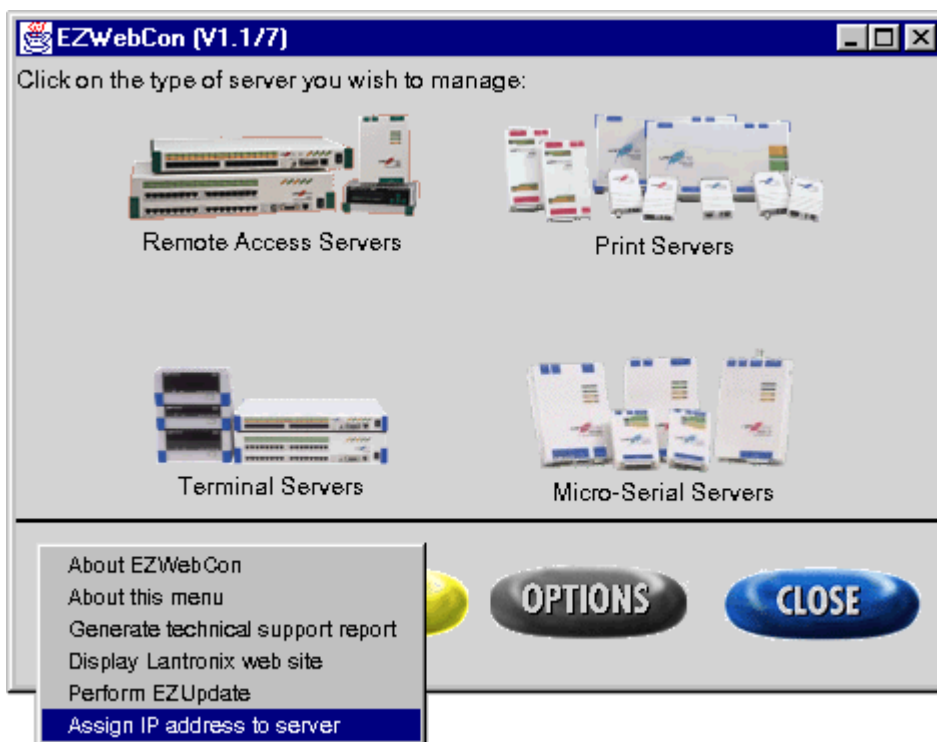 EZWebCon (V1.1/7)
Click on the type of server you wish to manage:
Remote Access Servers
Print Servers
Terminal Servers
Micro-Serial Servers
About EZWebCon
About this menu
Generate technical support report
Display Lantronix web site
Perform EZUpdate
Assign IP address to server
OPTIONS
CLOSE